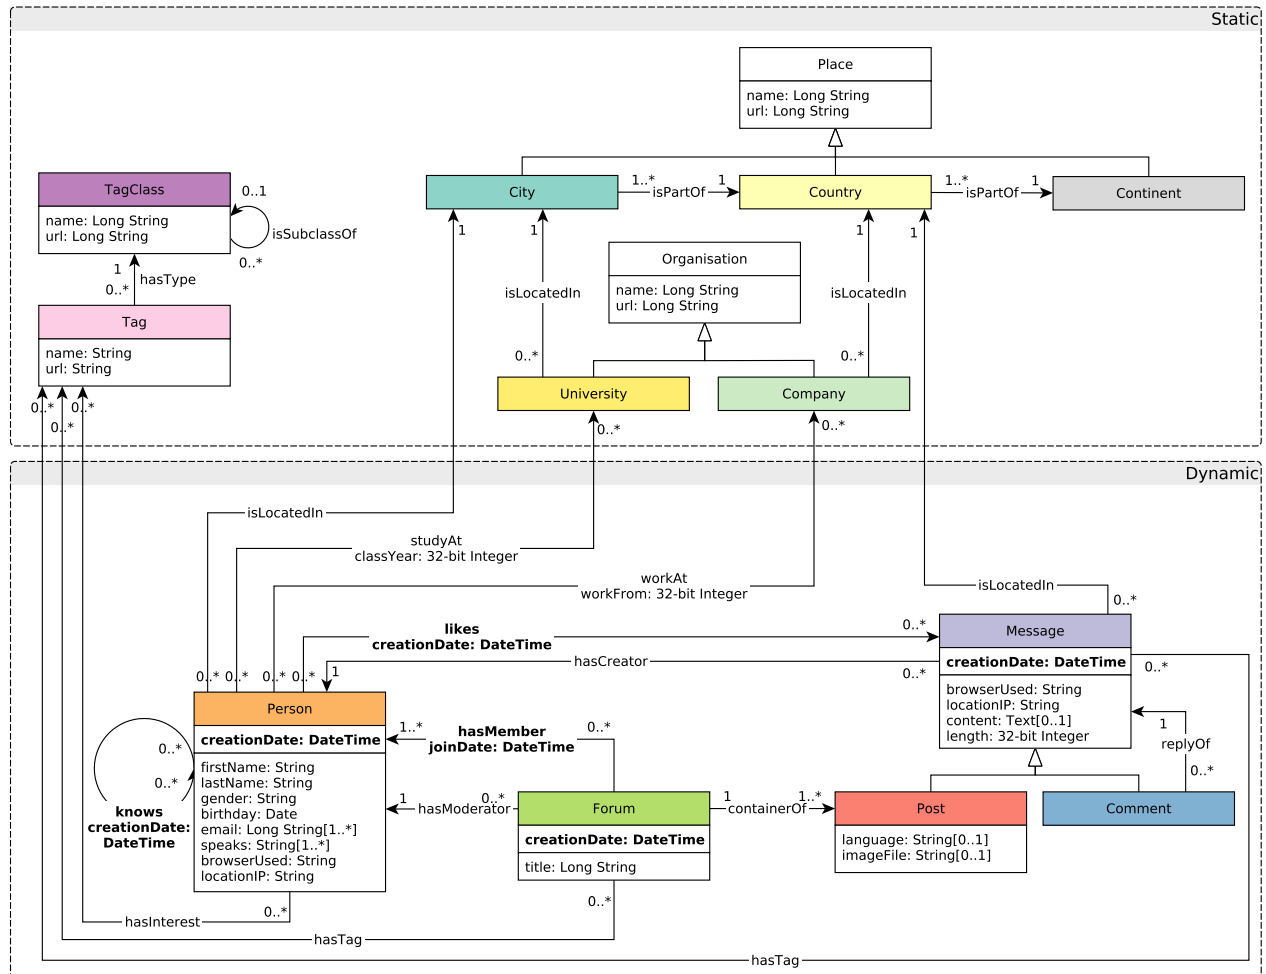 Static
Place
name: Long String
url: Long String
TagClass
name: Long String
url: Long String
0..1
isSubclassOf
0..*
City
1..*
isPartOf
1
Country
1..*
isPartOf
1
Continent
1
hasType
0..*
Tag
name: String
url: String
0..*
0..*
0..*
1
1
1
1
Organisation
name: Long String
url: Long String
isLocatedIn
isLocatedIn
0..*
0..*
University
Company
0..*
0..*
Dynamic
isLocatedIn
studyAt
classYear: 32-bit Integer
workAt
workFrom: 32-bit Integer
isLocatedIn
0..*
likes
creationDate: DateTime
0..*
hasCreator
0..*
1
0..*
0..*
0..*
0..*
Message
creationDate: DateTime
browserUsed: String
locationIP: String
content: Text[0..1]
length: 32-bit Integer
0..*
1
replyOf
0..*
Person
creationDate: DateTime
firstName: String
lastName: String
gender: String
birthday: Date
email: Long String[1..*]
speaks: String[1..*]
browserUsed: String
locationIP: String
0..*
0..*
knows
creationDate:
DateTime
1..*
hasMember
joinDate: DateTime
0..*
1
hasModerator
0..*
Forum
creationDate: DateTime
title: Long String
1
containerOf
1..*
Post
language: String[0..1]
imageFile: String[0..1]
Comment
0..*
hasInterest
0..*
hasTag
hasTag